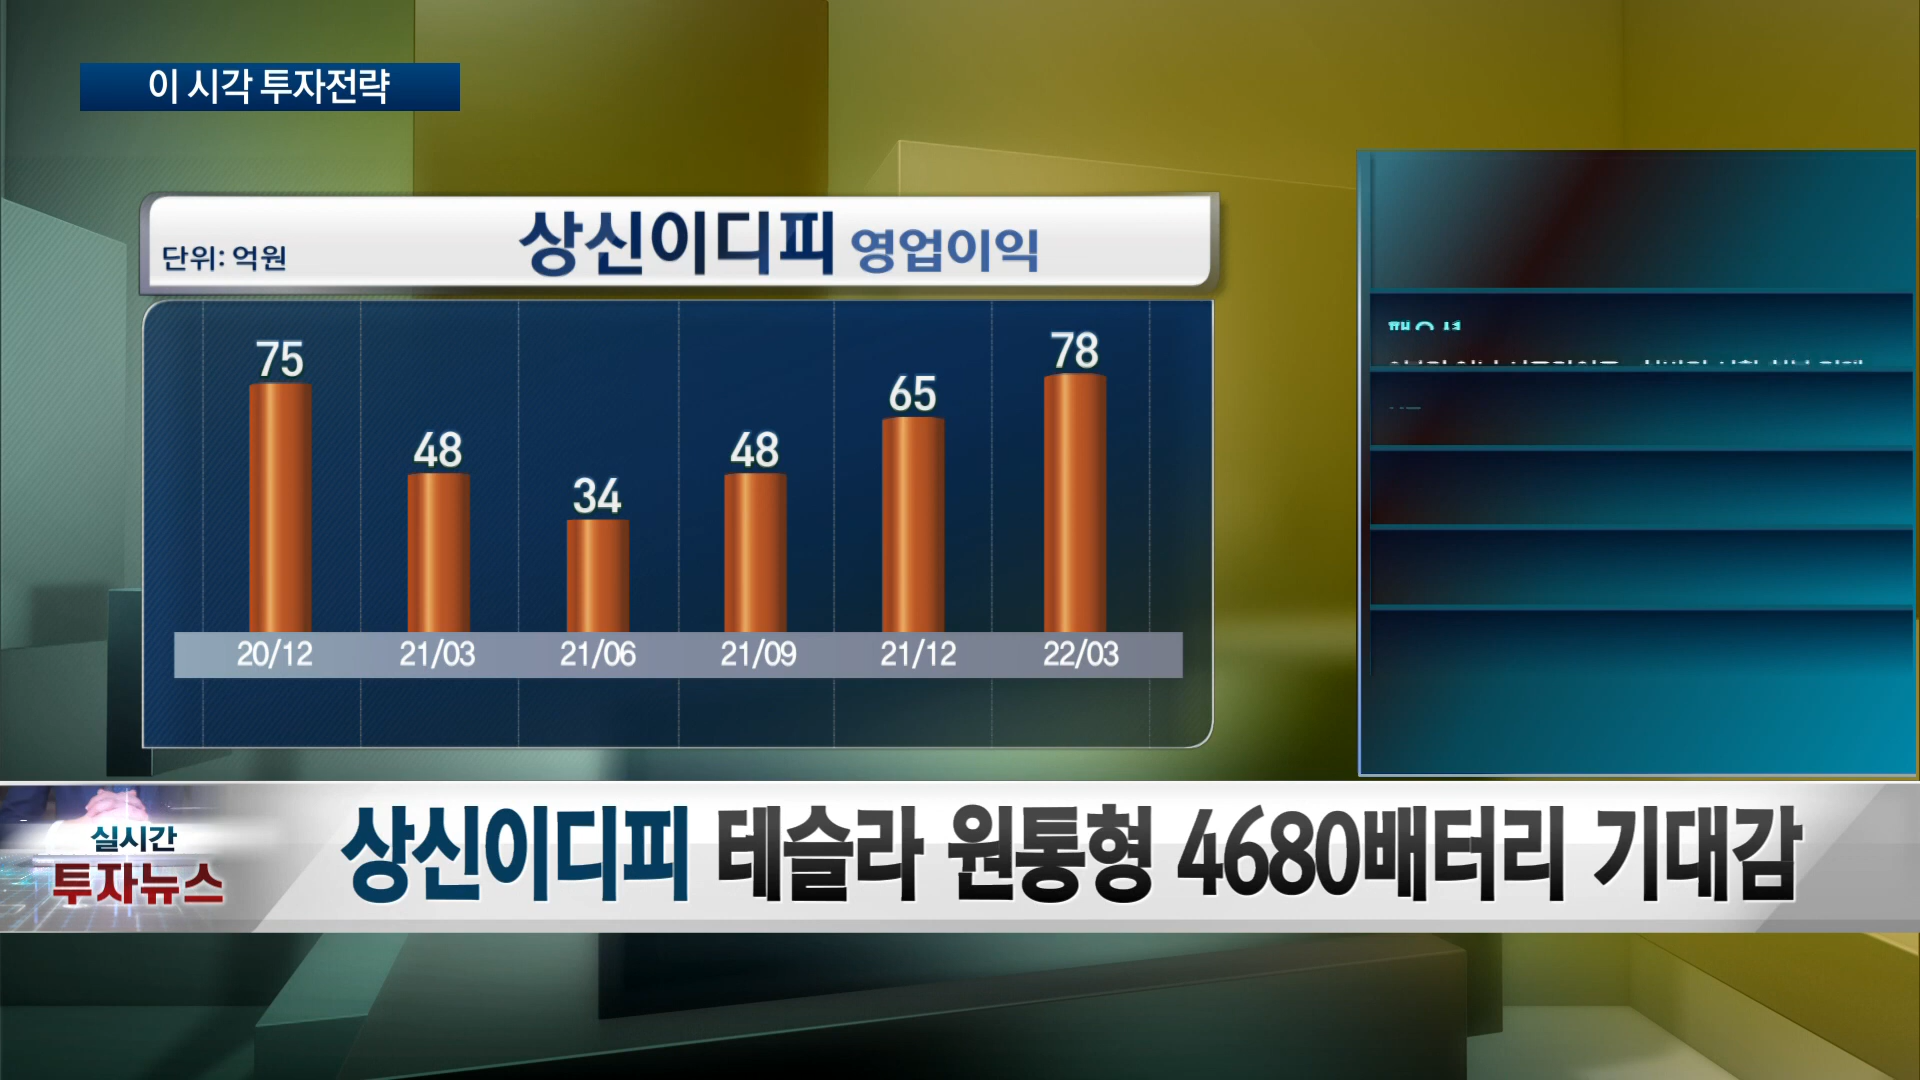 이 시각 투자전략
단위: 억원
상신이디피 영업이익
75
48
34
48
65
78
20/12
21/03
21/06
21/09
21/12
22/03
실시간
투자뉴스
상신이디피 테슬라 원통형 4680배터리 기대감